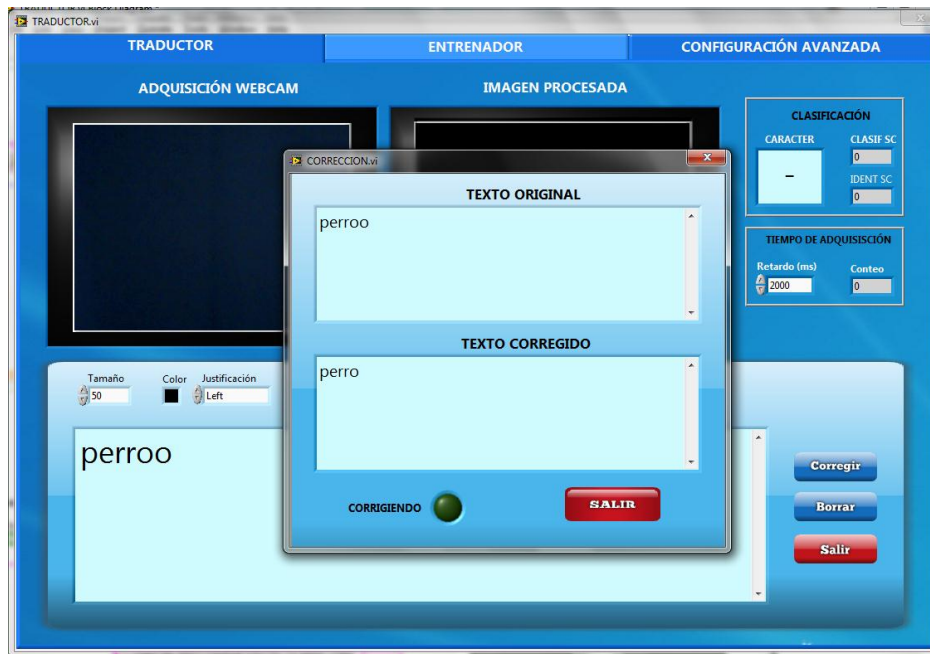 TRADUCTOR.vi
TRADUCTOR ENTRENADOR CONFIGURACIÓN AVANZADA
ADQUISICIÓN WEBCAM IMAGEN PROCESADA
CLASIFICACIÓN
CARACTER CLASIF SC
0
– IDENT SC
0
TIEMPO DE ADQUISISCIÓN
Retardo (ms) Conteo
2000 0
CORRECCION.vi
TEXTO ORIGINAL
perroo
TEXTO CORREGIDO
perro
CORRIGIENDO SALIR
Tamaño Color Justificación
50 Left
perroo
Corregir
Borrar
Salir